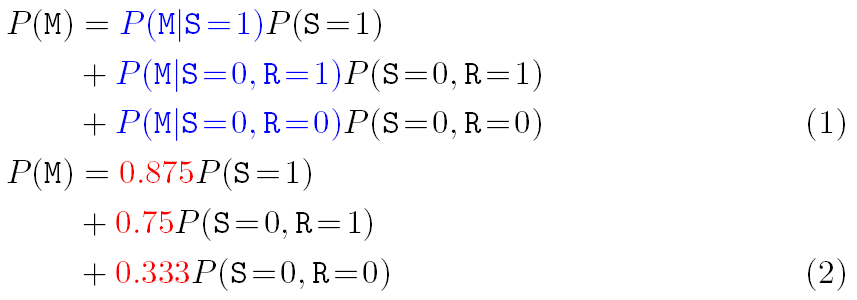 P(M) = P(M|S=1)P(S=1)
+ P(M|S=0, R=1)P(S=0, R=1)
+ P(M|S=0, R=0)P(S=0, R=0) (1)
P(M) = 0.875P(S=1)
+ 0.75P(S=0, R=1)
+ 0.333P(S=0, R=0) (2)